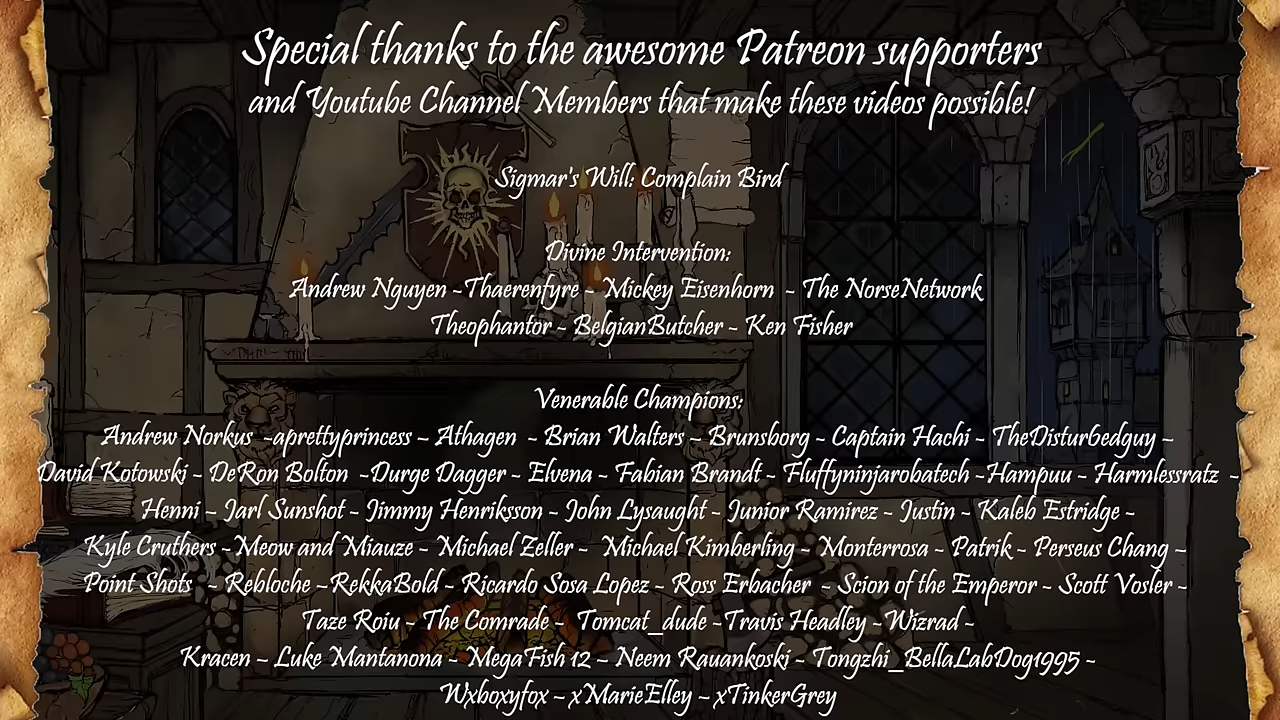 Special thanks to the awesome Patreon supporters
and Youtube Channel Members that make these videos possible!
Sigmar's Will: Complain Bird
Divine Intervention:
Andrew Nguyen -Thaerenfyre - Mickey Eisenhorn - The NorseNetwork
Theophantor - BelgianButcher - Ken Fisher
Venerable Champions:
Andrew Norkus -aprettyprincess - Athagen - Brian Walters - Brunsborg - Captain Hachi - TheDisturbedguy -
David Kotowski - DeRon Bolton -Durge Dagger - Elvena - Fabian Brandt - Fluffyninjarobatech -Hampuu - Harmlessratz -
Henni - Jarl Sunshot - Jimmy Henriksson - John Lysaught - Junior Ramirez - Justin - Kaleb Estridge -
Kyle Cruthers - Meow and Miauze - Michael Zeller - Michael Kimberling - Monterrosa - Patrik - Perseus Chang -
Point Shots - Rebloche -RekkaBold - Ricardo Sosa Lopez - Ross Erbacher - Scion of the Emperor - Scott Vosler -
Taze Roiu - The Comrade - Tomcat_dude -Travis Headley -Wizrad -
Kracen - Luke Mantanona - MegaFish 12 - Neem Rauankoski - Tongzhi_BellaLabDog1995 -
Wxboxyfox - xMarieElley - xTinkerGrey